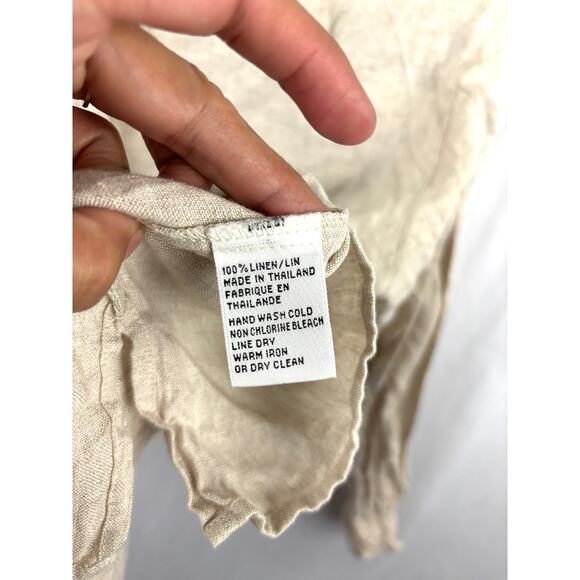 100% LINEN/LIN
MADE IN THAILAND
FABRIQUE EN
THAILANDE
HAND WASH COLD
NON CHLORINE BLEACH
LINE DRY
WARM IRON
OR DRY CLEAN